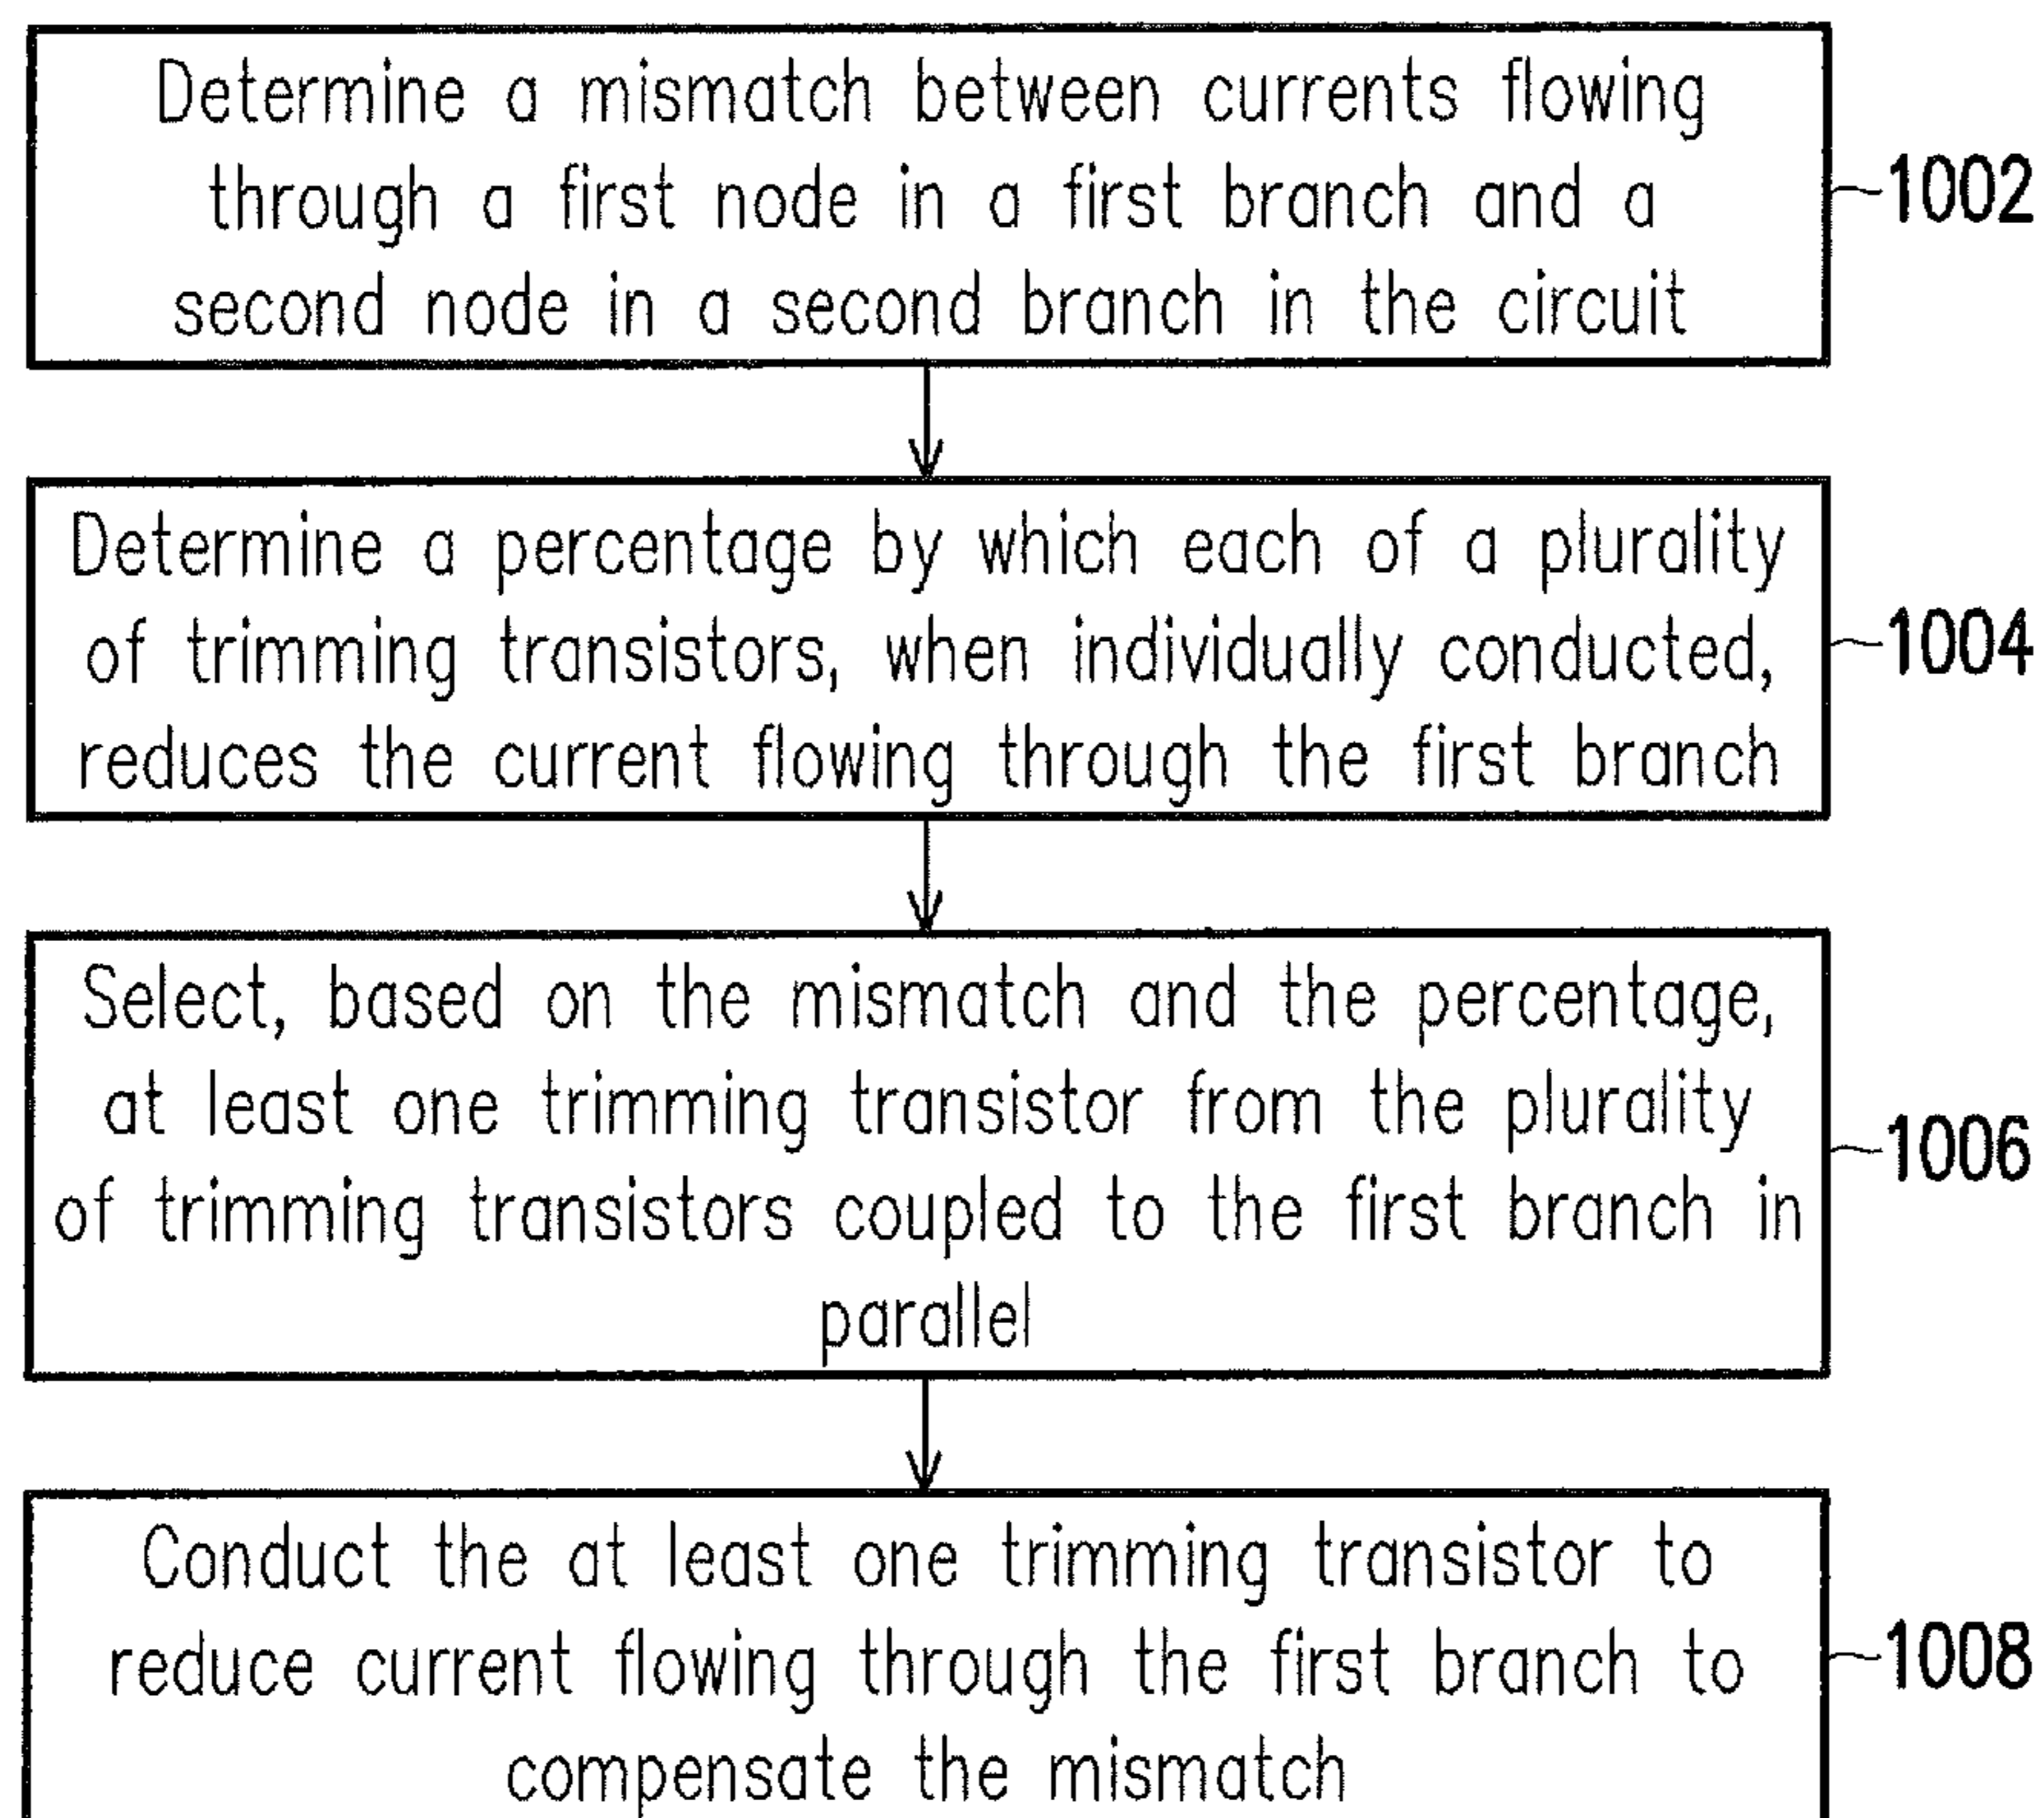 Determine a mismatch between currents flowing
through a first node in a first branch and a
second node in a second branch in the circuit
1002
Determine a percentage by which each of a plurality
of trimming transistors, when individually conducted,
reduces the current flowing through the first branch
1004
Select, based on the mismatch and the percentage,
at least one trimming transistor from the plurality
of trimming transistors coupled to the first branch in
parallel
1006
Conduct the at least one trimming transistor to
reduce current flowing through the first branch to
compensate the mismatch
1008